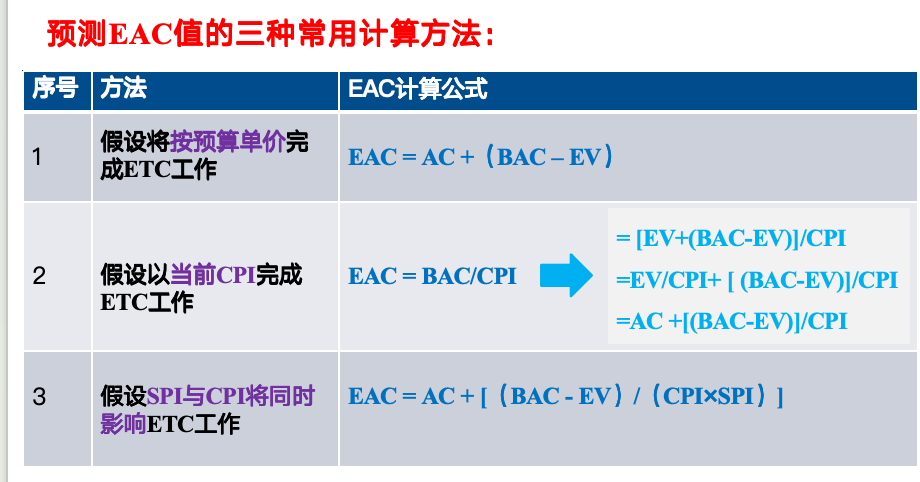 预测EAC值的三种常用计算方法：
序号 方法 EAC计算公式
1 假设将按预算单价完
成ETC工作
EAC = AC +（BAC – EV）
2 假设以当前CPI完成
ETC工作
EAC = BAC/CPI
= [EV+(BAC-EV)]/CPI
=EV/CPI+ [ (BAC-EV)]/CPI
=AC +[(BAC-EV)]/CPI
3 假设SPI与CPI将同时
影响ETC工作
EAC = AC + [（BAC - EV）/（CPI×SPI）]